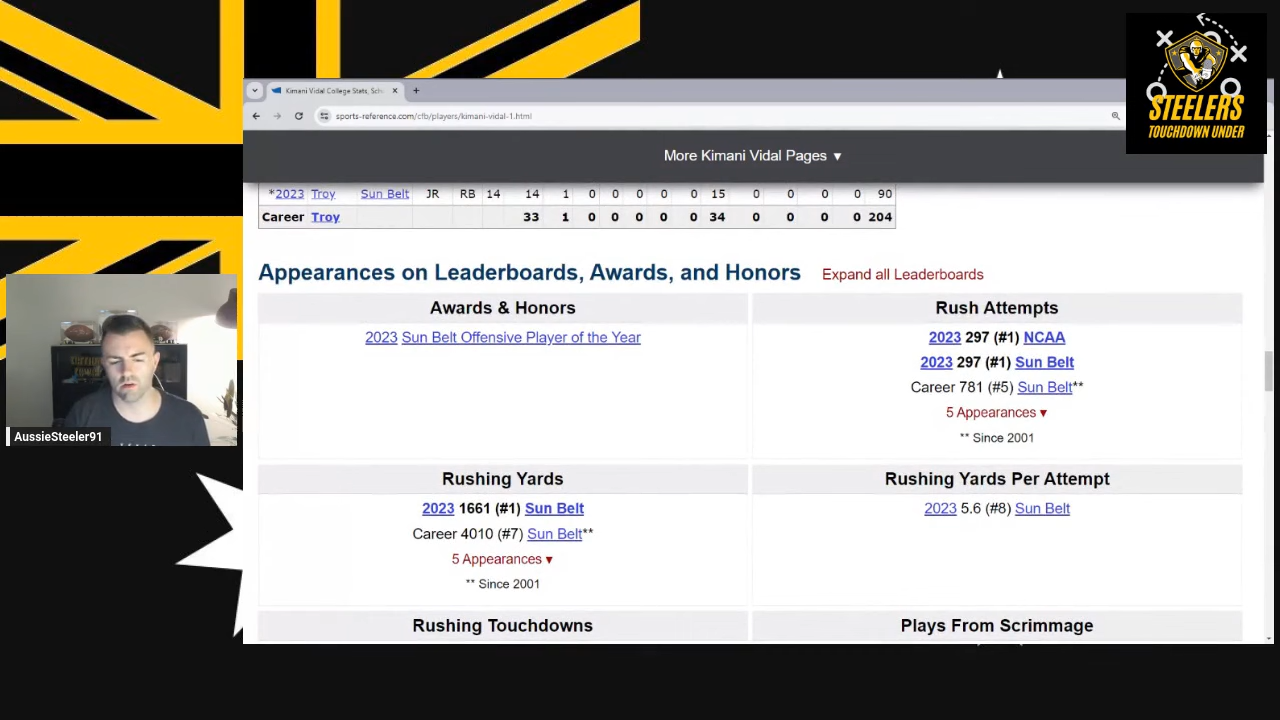 STEELERS
TOUCHDOWN UNDER
Kimani Vidal College Stats, Sch
sports-reference.com/cfb/players/kimani-vidal-1.html
More Kimani Vidal Pages ▼
*2023 Troy Sun Belt JR RB 14 14 1 0 0 0 0 15 0 0 0 0 90
Career Troy 33 1 0 0 0 0 34 0 0 0 0 204
Appearances on Leaderboards, Awards, and Honors Expand all Leaderboards
Awards & Honors
2023 Sun Belt Offensive Player of the Year
Rush Attempts
2023 297 (#1) NCAA
2023 297 (#1) Sun Belt
Career 781 (#5) Sun Belt**
5 Appearances ▼
** Since 2001
Rushing Yards
2023 1661 (#1) Sun Belt
Career 4010 (#7) Sun Belt**
5 Appearances ▼
** Since 2001
Rushing Yards Per Attempt
2023 5.6 (#8) Sun Belt
Rushing Touchdowns
Plays From Scrimmage
AussieSteeler91